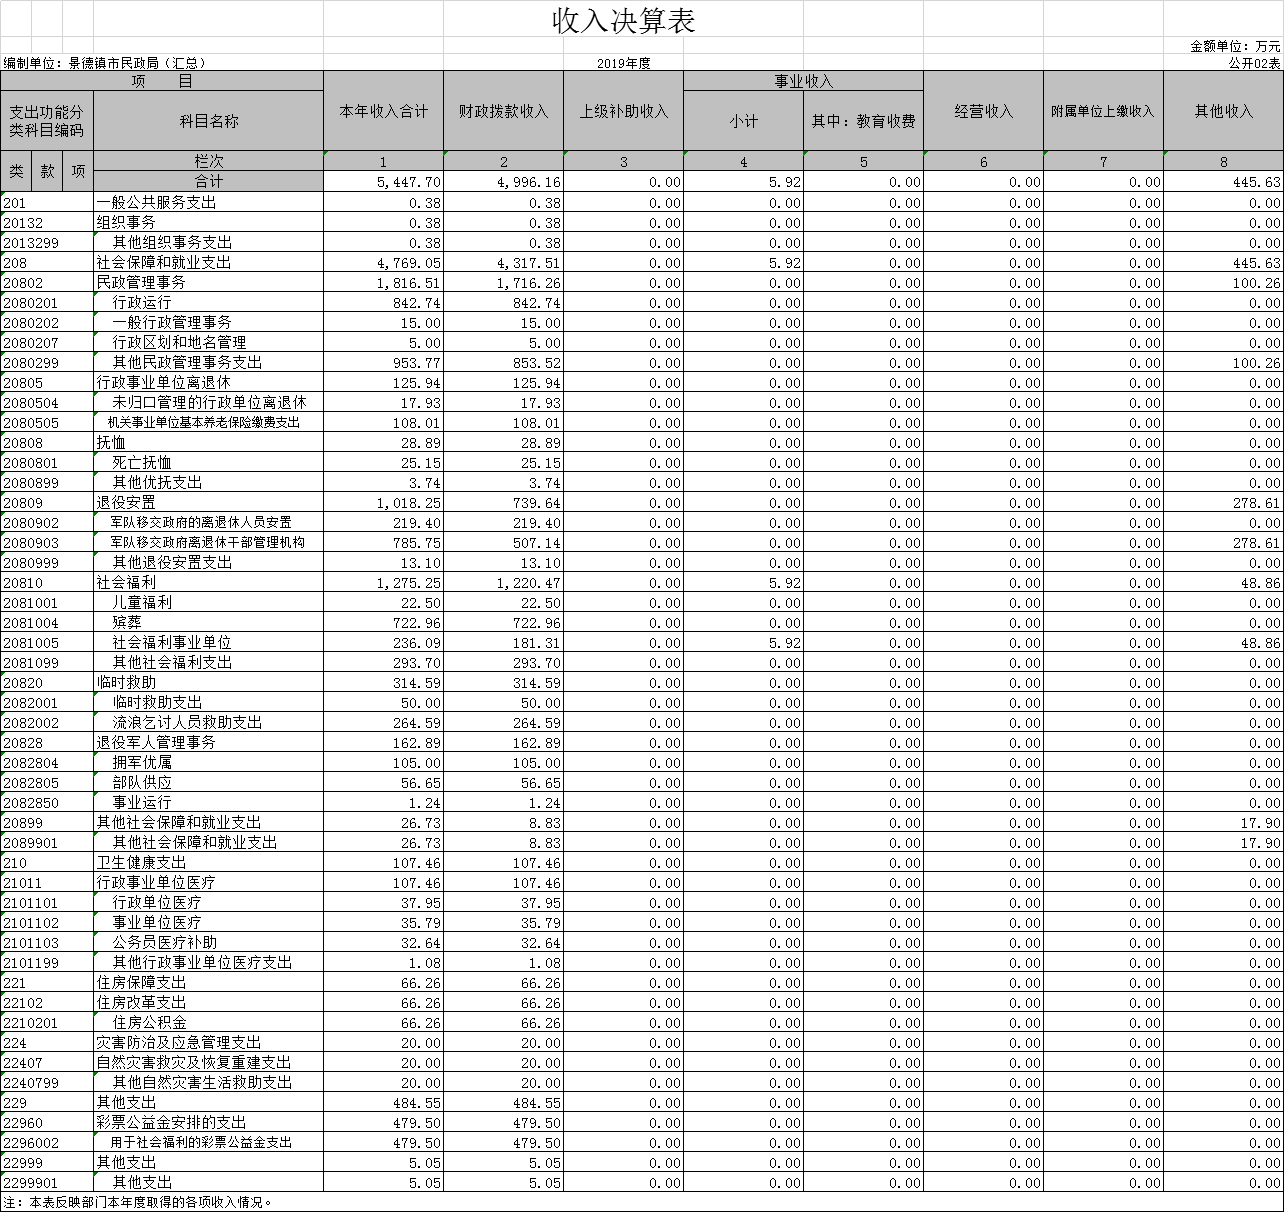 收入决算表
金额单位：万元
编制单位：景德镇市民政局（汇总） 2019年度 公开02表
项 目 本年收入合计 财政拨款收入 上级补助收入 事业收入 经营收入 附属单位上缴收入 其他收入
支出功能分类科目编码 科目名称 小计 其中：教育收费
类 款 项 栏次 1 2 3 4 5 6 7 8
合计 5,447.70 4,996.16 0.00 5.92 0.00 0.00 0.00 445.63
201 一般公共服务支出 0.38 0.38 0.00 0.00 0.00 0.00 0.00 0.00
20132 组织事务 0.38 0.38 0.00 0.00 0.00 0.00 0.00 0.00
2013299 其他组织事务支出 0.38 0.38 0.00 0.00 0.00 0.00 0.00 0.00
208 社会保障和就业支出 4,769.05 4,317.51 0.00 5.92 0.00 0.00 0.00 445.63
20802 民政管理事务 1,816.51 1,716.26 0.00 0.00 0.00 0.00 0.00 100.26
2080201 行政运行 842.74 842.74 0.00 0.00 0.00 0.00 0.00 0.00
2080202 一般行政管理事务 15.00 15.00 0.00 0.00 0.00 0.00 0.00 0.00
2080207 行政区划和地名管理 5.00 5.00 0.00 0.00 0.00 0.00 0.00 0.00
2080299 其他民政管理事务支出 953.77 853.52 0.00 0.00 0.00 0.00 0.00 100.26
20805 行政事业单位离退休 125.94 125.94 0.00 0.00 0.00 0.00 0.00 0.00
2080504 未归口管理的行政单位离退休 17.93 17.93 0.00 0.00 0.00 0.00 0.00 0.00
2080505 机关事业单位基本养老保险缴费支出 108.01 108.01 0.00 0.00 0.00 0.00 0.00 0.00
20808 抚恤 28.89 28.89 0.00 0.00 0.00 0.00 0.00 0.00
2080801 死亡抚恤 25.15 25.15 0.00 0.00 0.00 0.00 0.00 0.00
2080899 其他优抚支出 3.74 3.74 0.00 0.00 0.00 0.00 0.00 0.00
20809 退役安置 1,018.25 739.64 0.00 0.00 0.00 0.00 0.00 278.61
2080902 军队移交政府的离退休人员安置 219.40 219.40 0.00 0.00 0.00 0.00 0.00 0.00
2080903 军队移交政府离退休干部管理机构 785.75 507.14 0.00 0.00 0.00 0.00 0.00 278.61
2080999 其他退役安置支出 13.10 13.10 0.00 0.00 0.00 0.00 0.00 0.00
20810 社会福利 1,275.25 1,220.47 0.00 5.92 0.00 0.00 0.00 48.86
2081001 儿童福利 22.50 22.50 0.00 0.00 0.00 0.00 0.00 0.00
2081004 殡葬 722.96 722.96 0.00 0.00 0.00 0.00 0.00 0.00
2081005 社会福利事业单位 236.09 181.31 0.00 5.92 0.00 0.00 0.00 48.86
2081099 其他社会福利支出 293.70 293.70 0.00 0.00 0.00 0.00 0.00 0.00
20820 临时救助 314.59 314.59 0.00 0.00 0.00 0.00 0.00 0.00
2082001 临时救助支出 50.00 50.00 0.00 0.00 0.00 0.00 0.00 0.00
2082002 流浪乞讨人员救助支出 264.59 264.59 0.00 0.00 0.00 0.00 0.00 0.00
20828 退役军人管理事务 162.89 162.89 0.00 0.00 0.00 0.00 0.00 0.00
2082804 拥军优属 105.00 105.00 0.00 0.00 0.00 0.00 0.00 0.00
2082805 部队供应 56.65 56.65 0.00 0.00 0.00 0.00 0.00 0.00
2082850 事业运行 1.24 1.24 0.00 0.00 0.00 0.00 0.00 0.00
20899 其他社会保障和就业支出 26.73 8.83 0.00 0.00 0.00 0.00 0.00 17.90
2089901 其他社会保障和就业支出 26.73 8.83 0.00 0.00 0.00 0.00 0.00 17.90
210 卫生健康支出 107.46 107.46 0.00 0.00 0.00 0.00 0.00 0.00
21011 行政事业单位医疗 107.46 107.46 0.00 0.00 0.00 0.00 0.00 0.00
2101101 行政单位医疗 37.95 37.95 0.00 0.00 0.00 0.00 0.00 0.00
2101102 事业单位医疗 35.79 35.79 0.00 0.00 0.00 0.00 0.00 0.00
2101103 公务员医疗补助 32.64 32.64 0.00 0.00 0.00 0.00 0.00 0.00
2101199 其他行政事业单位医疗支出 1.08 1.08 0.00 0.00 0.00 0.00 0.00 0.00
221 住房保障支出 66.26 66.26 0.00 0.00 0.00 0.00 0.00 0.00
22102 住房改革支出 66.26 66.26 0.00 0.00 0.00 0.00 0.00 0.00
2210201 住房公积金 66.26 66.26 0.00 0.00 0.00 0.00 0.00 0.00
224 灾害防治及应急管理支出 20.00 20.00 0.00 0.00 0.00 0.00 0.00 0.00
22407 自然灾害救灾及恢复重建支出 20.00 20.00 0.00 0.00 0.00 0.00 0.00 0.00
2240799 其他自然灾害生活救助支出 20.00 20.00 0.00 0.00 0.00 0.00 0.00 0.00
229 其他支出 484.55 484.55 0.00 0.00 0.00 0.00 0.00 0.00
22960 彩票公益金安排的支出 479.50 479.50 0.00 0.00 0.00 0.00 0.00 0.00
2296002 用于社会福利的彩票公益金支出 479.50 479.50 0.00 0.00 0.00 0.00 0.00 0.00
22999 其他支出 5.05 5.05 0.00 0.00 0.00 0.00 0.00 0.00
2299901 其他支出 5.05 5.05 0.00 0.00 0.00 0.00 0.00 0.00
注：本表反映部门本年度取得的各项收入情况。